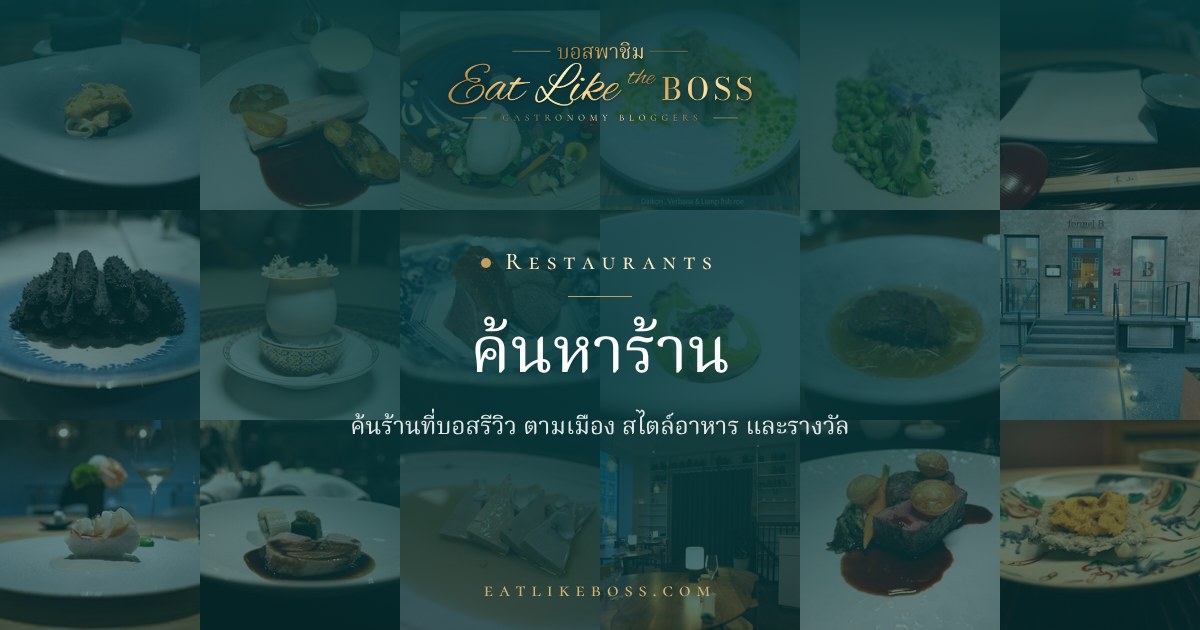 บอสพาชิม
Eat Like the BOSS
GASTRONOMY BLOGGERS
RESTAURANTS
ค้นหาร้าน
ค้นร้านที่บอสรีวิว ตามเมือง สไตล์อาหาร และรางวัล
EATLIKEBOSS.COM